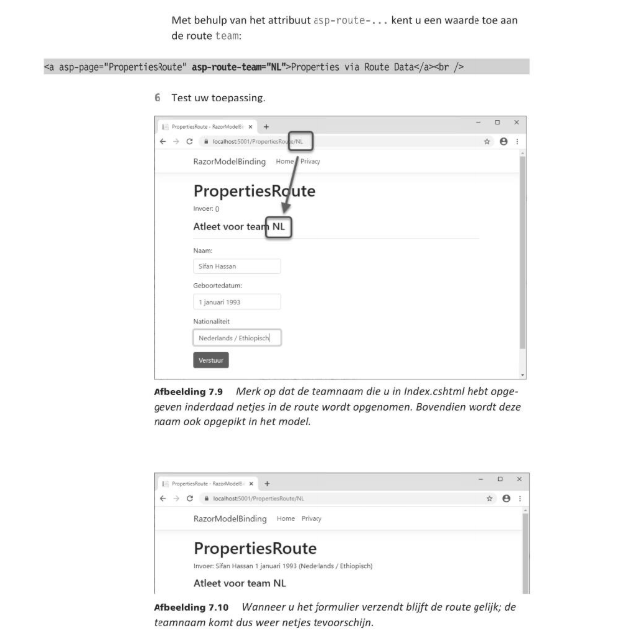 Met behulp van het attribuut asp-route-... kent u een waarde toe aan
de route team:
<a asp-page="PropertiesRoute" asp-route-team="NL">Properties via Route Data</a><br />
6 Test uw toepassing.
PropertiesRoute - RazorModelBi ×  +
localhost:5001/PropertiesRoute/NL
RazorModelBinding Home Privacy
PropertiesRoute
Invoer: ()
Atleet voor team NL
Naam:
Sifan Hassan
Geboortedatum:
1 januari 1993
Nationaliteit
Nederlands / Ethiopisch
Verstuur
Afbeelding 7.9 Merk op dat de teamnaam die u in Index.cshtml hebt opge-
geven inderdaad netjes in de route wordt opgenomen. Bovendien wordt deze
naam ook opgepikt in het model.
PropertiesRoute - RazorModelBi ×  +
localhost:5001/PropertiesRoute/NL
RazorModelBinding Home Privacy
PropertiesRoute
Invoer: Sifan Hassan 1 januari 1993 (Nederlands / Ethiopisch)
Atleet voor team NL
Afbeelding 7.10 Wanneer u het formulier verzendt blijft de route gelijk; de
teamnaam komt dus weer netjes tevoorschijn.